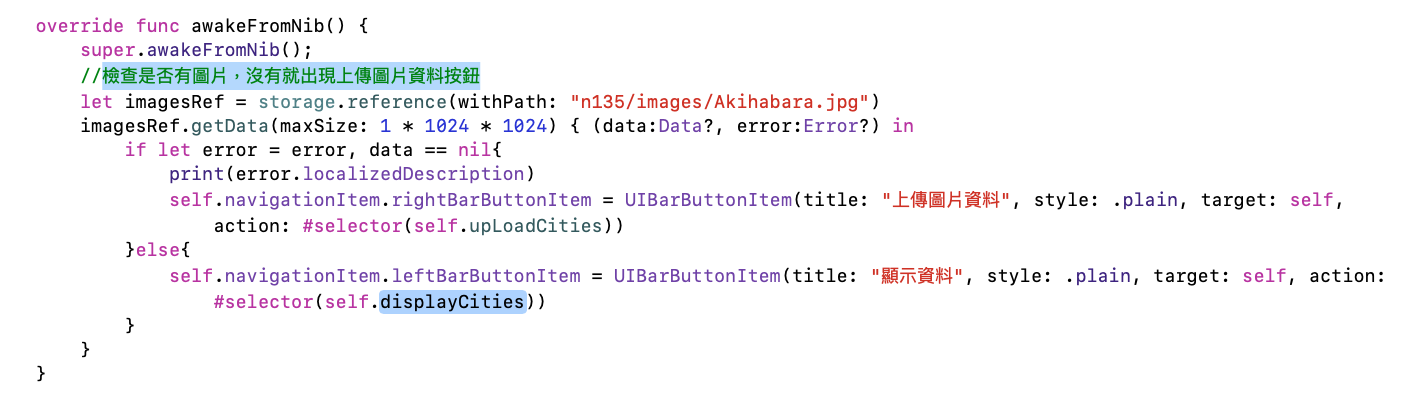 override func awakeFromNib() {
    super.awakeFromNib();
    //檢查是否有圖片，沒有就出現上傳圖片資料按鈕
    let imagesRef = storage.reference(withPath: "n135/images/Akihabara.jpg")
    imagesRef.getData(maxSize: 1 * 1024 * 1024) { (data:Data?, error:Error?) in
        if let error = error, data == nil{
            print(error.localizedDescription)
            self.navigationItem.rightBarButtonItem = UIBarButtonItem(title: "上傳圖片資料", style: .plain, target: self,
                action: #selector(self.upLoadCities))
        }else{
            self.navigationItem.leftBarButtonItem = UIBarButtonItem(title: "顯示資料", style: .plain, target: self, action:
                #selector(self.displayCities))
        }
    }
}